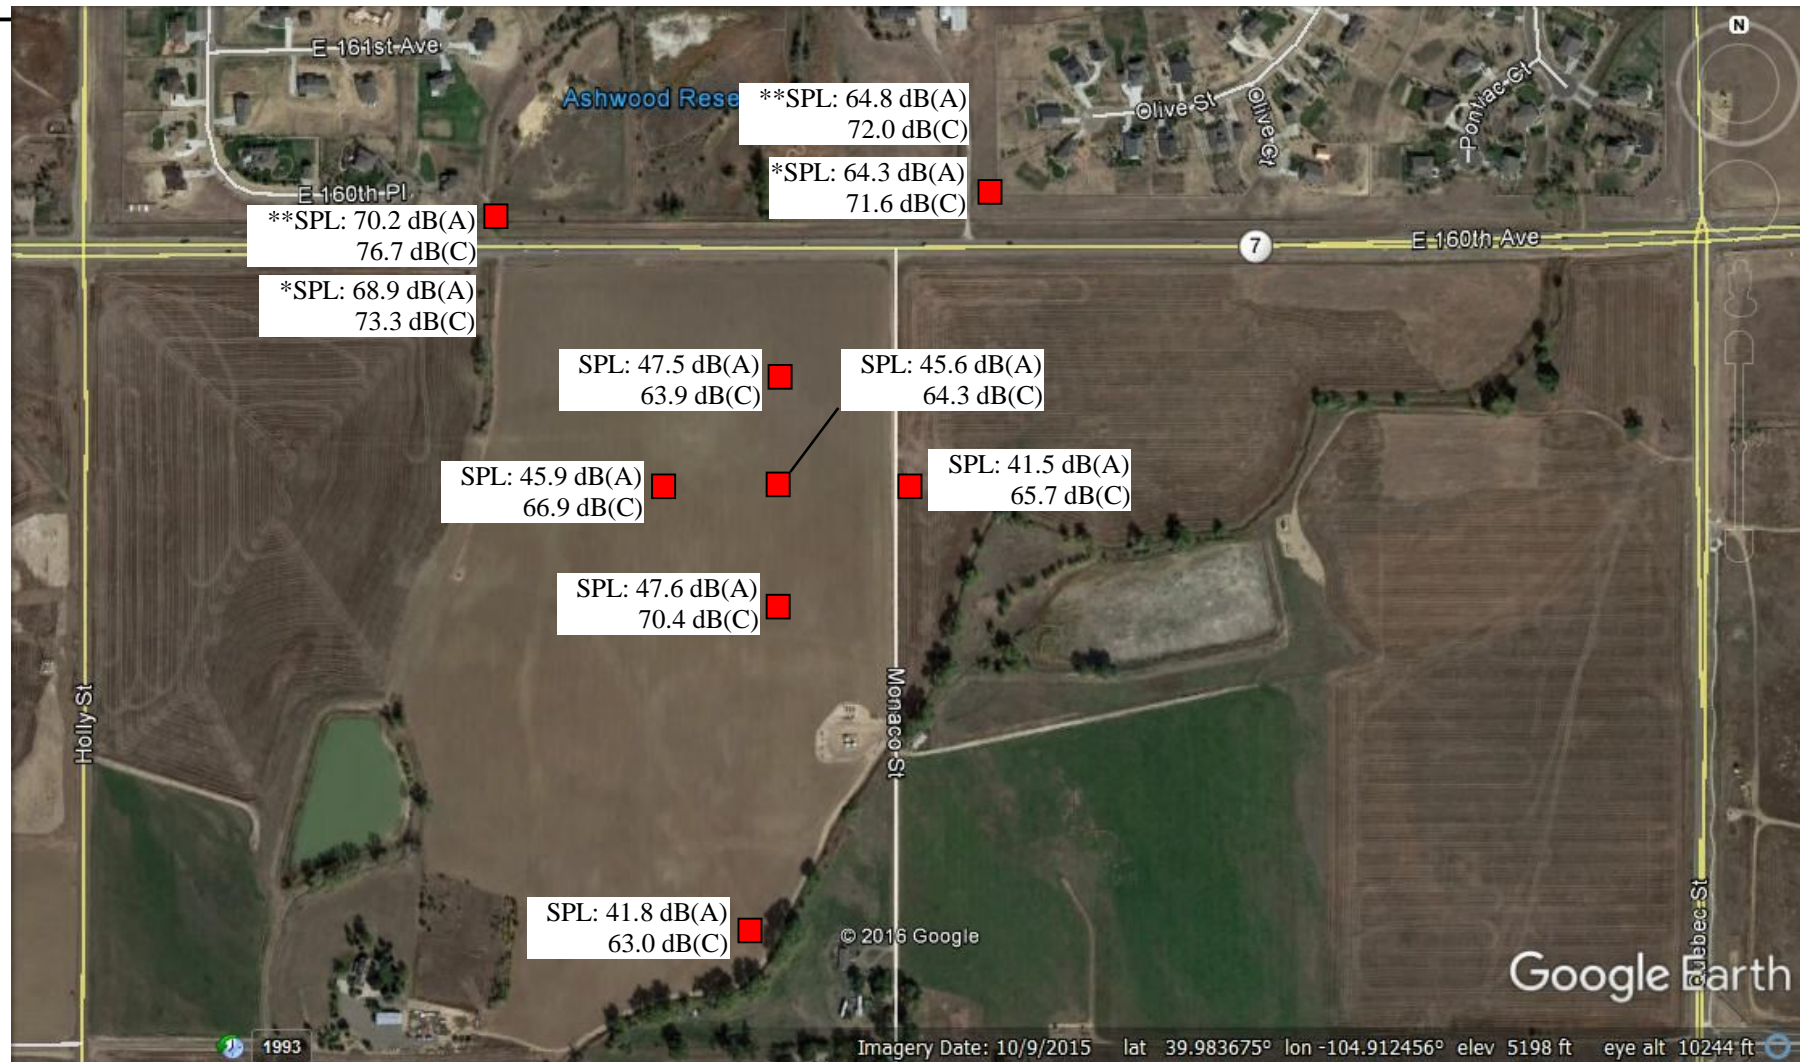 N
E 161st Ave
Ashwood Rese
**SPL: 64.8 dB(A)
72.0 dB(C)
Olive St
Olive Ct
Pontiac Ct
*SPL: 64.3 dB(A)
71.6 dB(C)
E 160th Pl
**SPL: 70.2 dB(A)
76.7 dB(C)
7
E 160th Ave
*SPL: 68.9 dB(A)
73.3 dB(C)
SPL: 47.5 dB(A)
63.9 dB(C)
SPL: 45.6 dB(A)
64.3 dB(C)
SPL: 45.9 dB(A)
66.9 dB(C)
SPL: 41.5 dB(A)
65.7 dB(C)
SPL: 47.6 dB(A)
70.4 dB(C)
Holly St
Monaco St
SPL: 41.8 dB(A)
63.0 dB(C)
© 2016 Google
Quebec St
Google Earth
1993
Imagery Date: 10/9/2015 lat 39.983675° lon -104.912456° elev 5198 ft eye alt 10244 ft